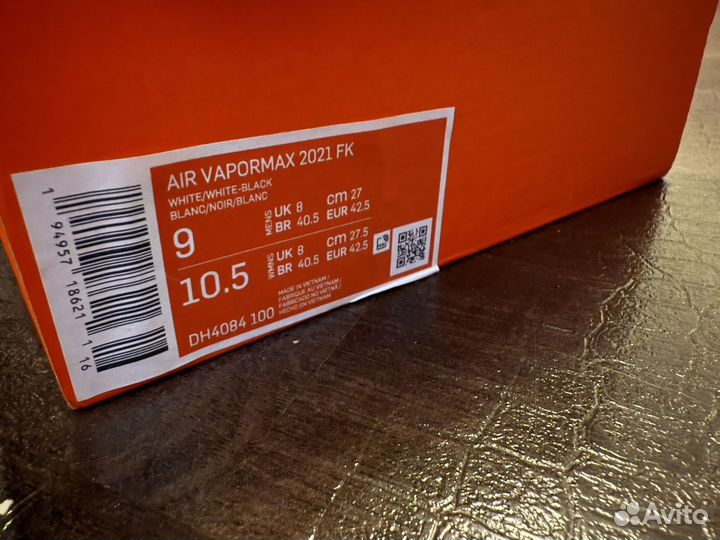 AIR VAPORMAX 2021 FK
WHITE/WHITE-BLACK
BLANC/NOIR/BLANC
9 MENS UK 8 cm 27
BR 40.5 EUR 42.5
10.5 WMNS UK 8 cm 27.5
BR 40.5 EUR 42.5
MADE IN VIETNAM/
FABRIQUE AU VIETNAM/
FABRICADO NO VIETNÃ/
HECHO EN VIETNAM
DH4084 100
1 94957 18621 1 16
Avito